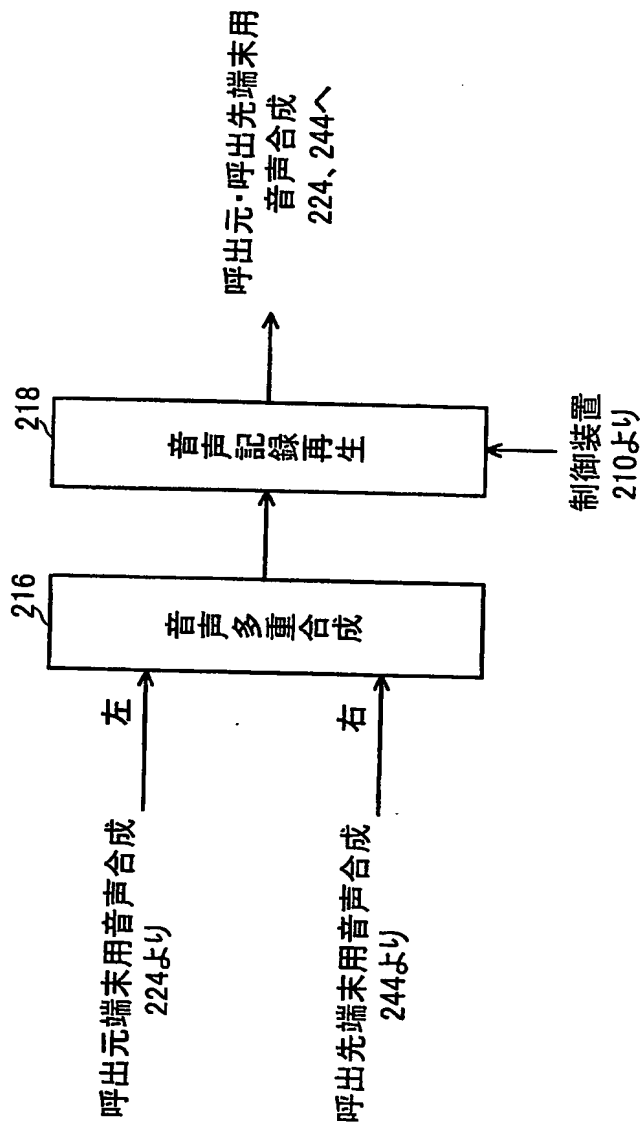 呼出元端末用音声合成
224より
左
呼出先端末用音声合成
244より
右
216
音声多重合成
218
音声記録再生
制御装置
210より
呼出元・呼出先端末用
音声合成
224、244へ